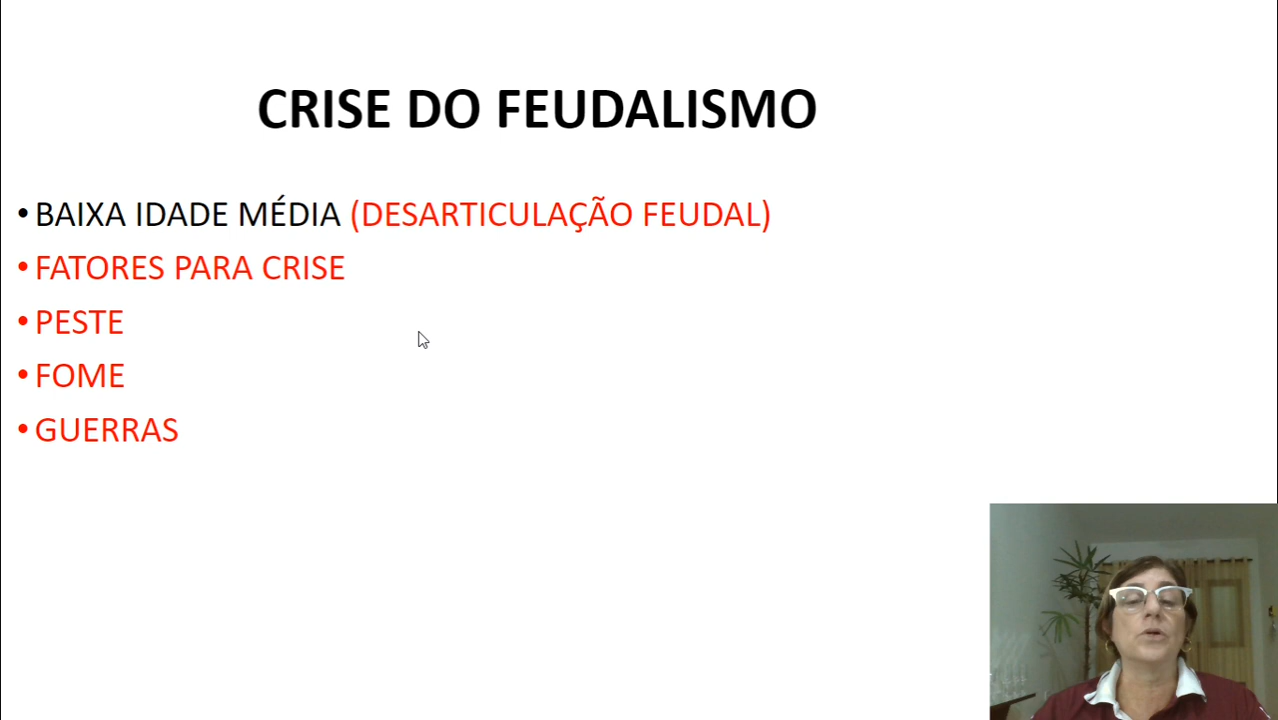 CRISE DO FEUDALISMO
•BAIXA IDADE MÉDIA (DESARTICULAÇÃO FEUDAL)
•FATORES PARA CRISE
•PESTE
•FOME
•GUERRAS